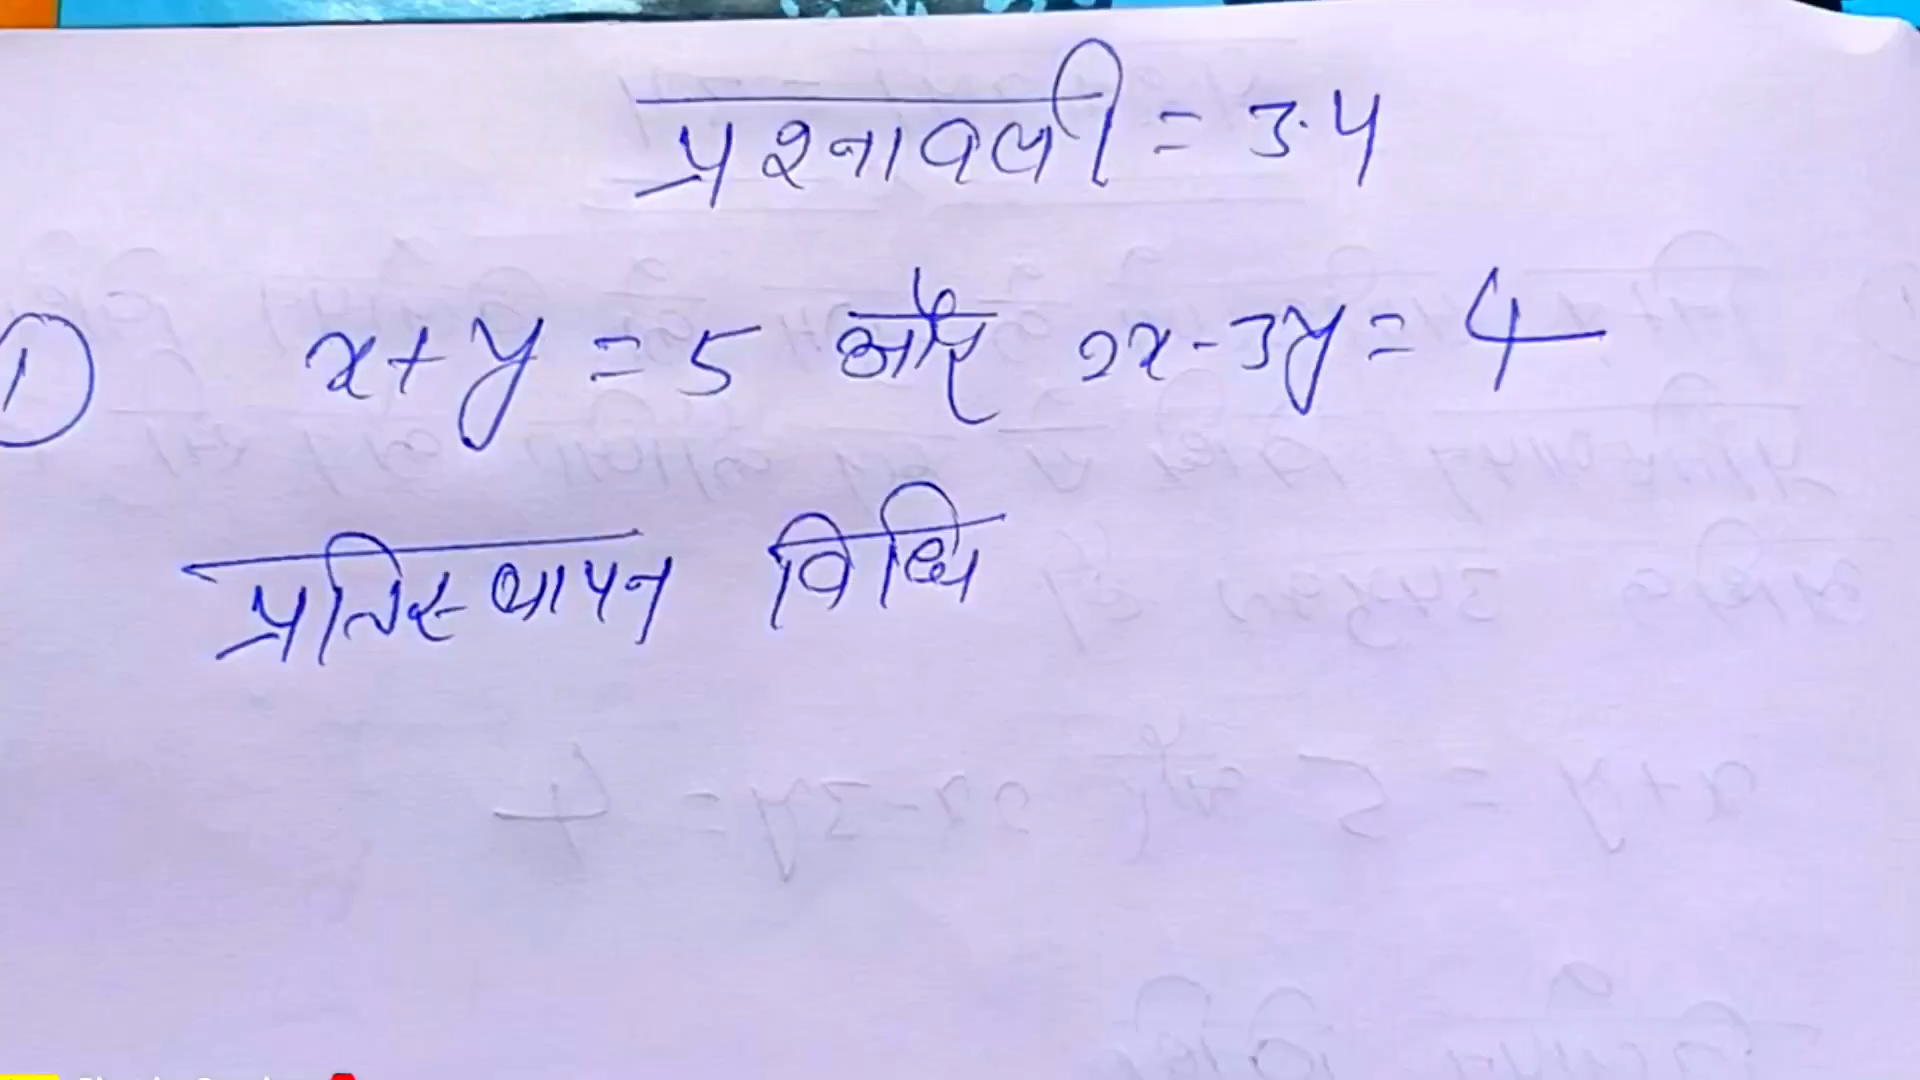 प्रश्नावली = 3.4
① x + y = 5 और 2x - 3y = 4
प्रतिस्थापन विधि